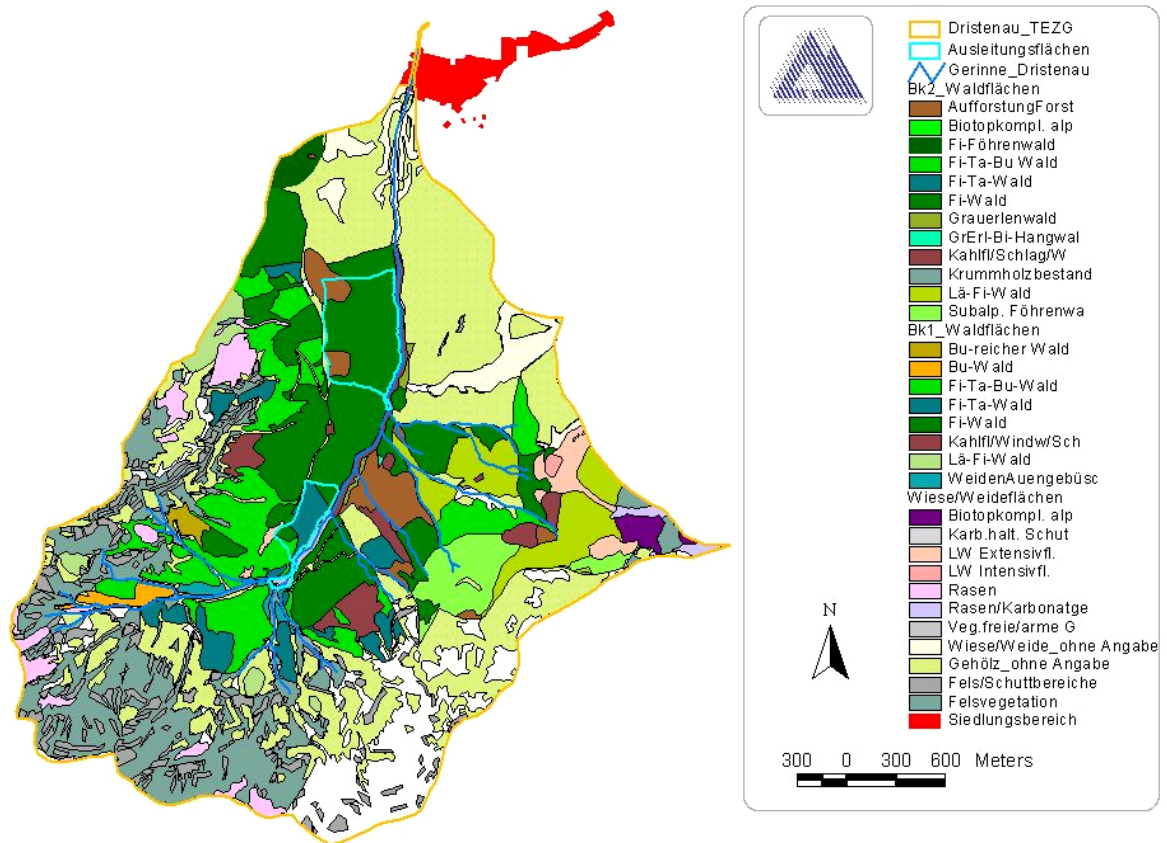 Dristenau_TEZG
Ausleitungsflächen
Gerinne_Dristenau
Bk2_Waldflächen
AufforstungForst
Biotopkompl. alp
Fi-Föhrenwald
Fi-Ta-Bu Wald
Fi-Ta-Wald
Fi-Wald
Grauerlenwald
GrErl-Bi-Hangwal
Kahlfl/Schlag/W
Krummholzbestand
Lä-Fi-Wald
Subalp. Föhrenwa
Bk1_Waldflächen
Bu-reicher Wald
Bu-Wald
Fi-Ta-Bu-Wald
Fi-Ta-Wald
Fi-Wald
Kahlfl/Windw/Sch
Lä-Fi-Wald
WeidenAuengebüsc
Wiese/Weideflächen
Biotopkompl. alp
Karb.halt. Schut
LW Extensivfl.
LW Intensivfl.
Rasen
Rasen/Karbonatge
Veg.freie/arme G
Wiese/Weide_ohne Angabe
Gehölz_ohne Angabe
Fels/Schuttbereiche
Felsvegetation
Siedlungsbereich
N
300 0 300 600 Meters